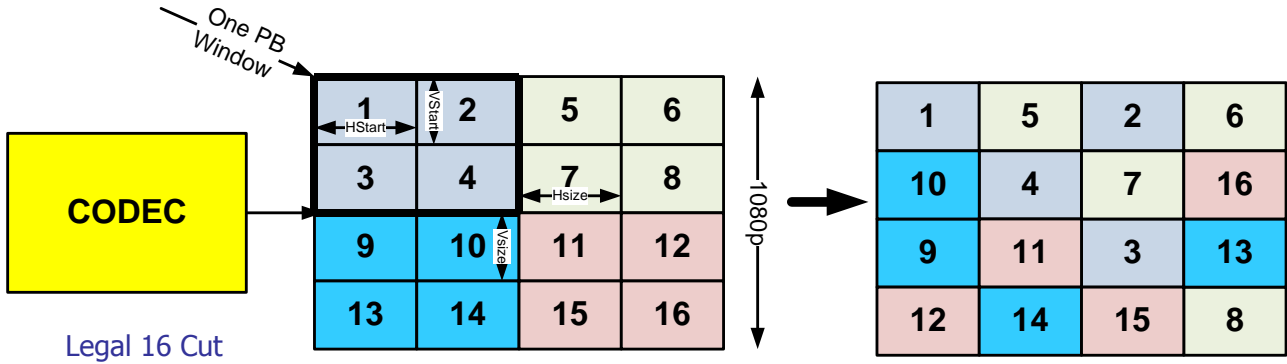 One PB
Window
1 2 5 6
VStart
HStart
3 4 7 8
Hsize
CODEC
9 10 11 12
Vsize
13 14 15 16
Legal 16 Cut
1080p
1 5 2 6
10 4 7 16
9 11 3 13
12 14 15 8